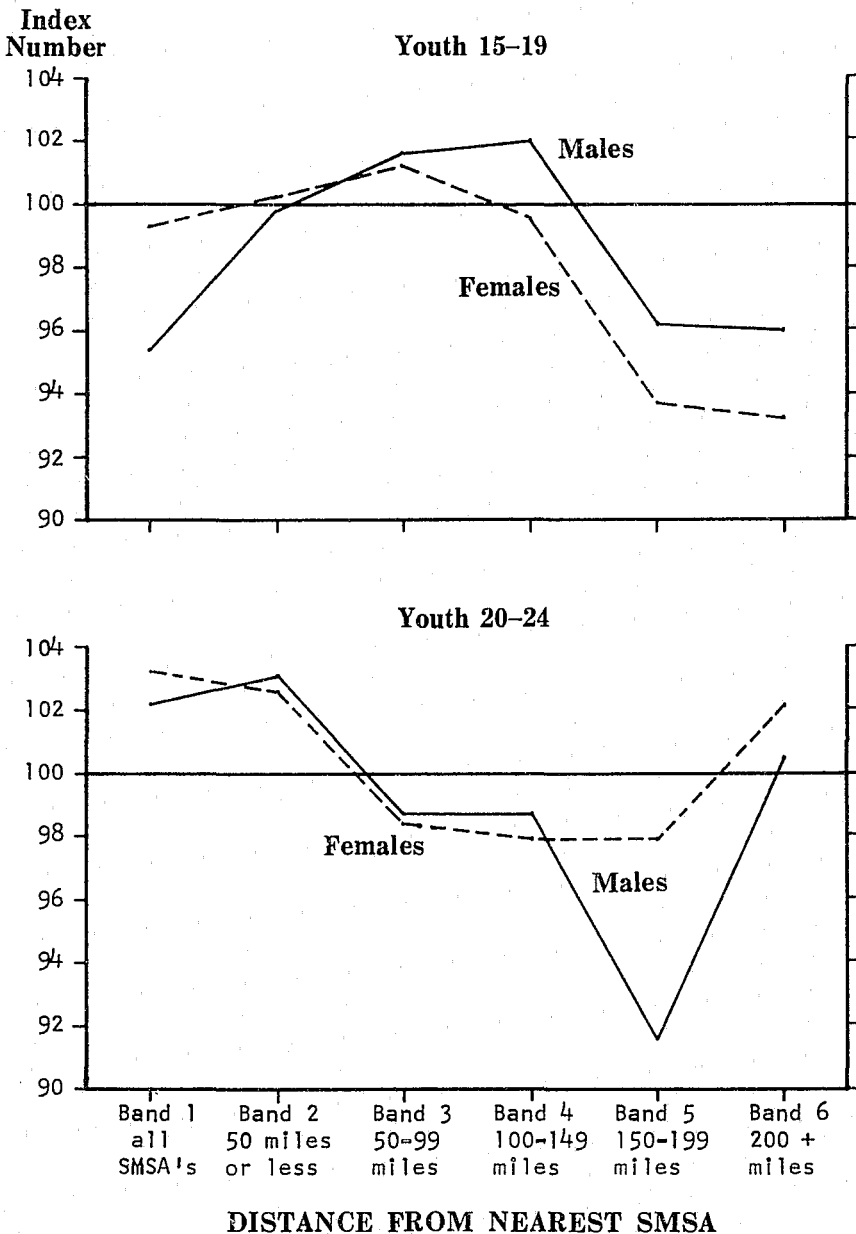 Index
Number
Youth 15–19
104
102
100
98
96
94
92
90
Males
Females
Youth 20–24
104
102
100
98
96
94
92
90
Females
Males
Band 1
all
SMSA's
Band 2
50 miles
or less
Band 3
50-99
miles
Band 4
100-149
miles
Band 5
150-199
miles
Band 6
200 +
miles
DISTANCE FROM NEAREST SMSA